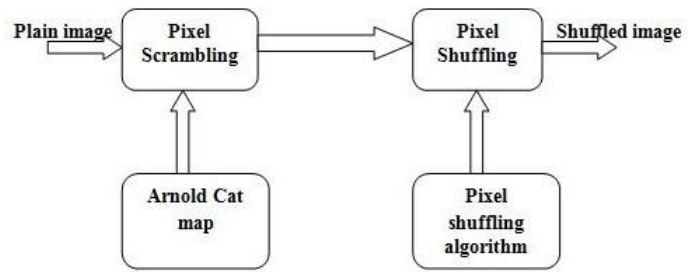 Plain image
Pixel
Scrambling
Pixel
Shuffling
Shuffled image
Arnold Cat
map
Pixel
shuffling
algorithm